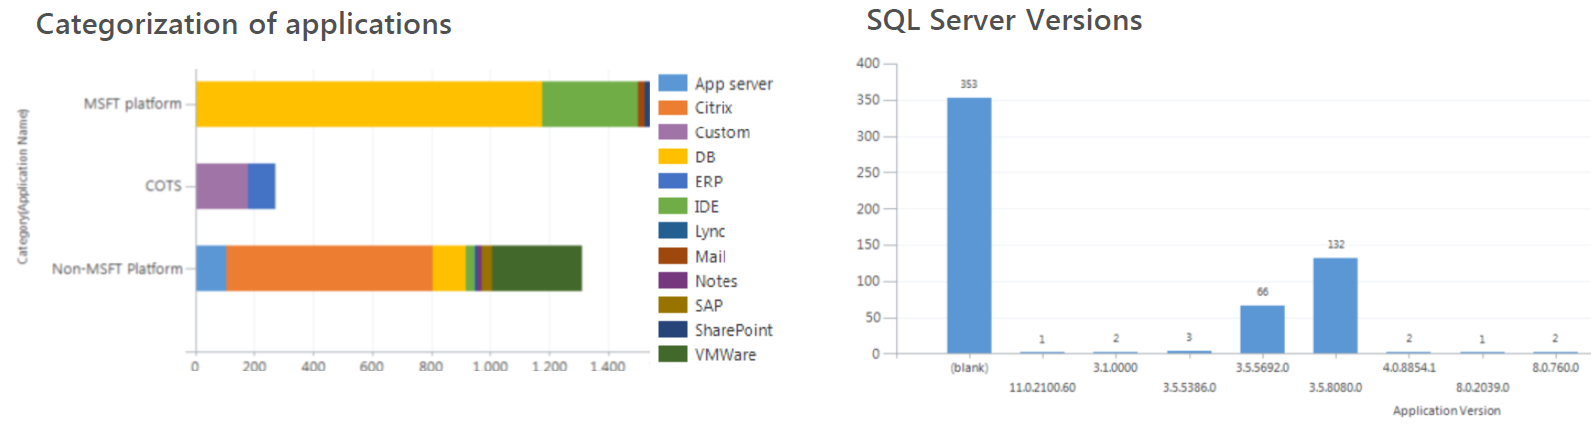 Categorization of applications
Category(Application Name)
MSFT platform
COTS
Non-MSFT Platform
0 200 400 600 800 1.000 1.200 1.400
App server
Citrix
Custom
DB
ERP
IDE
Lync
Mail
Notes
SAP
SharePoint
VMWare
SQL Server Versions
400
350
300
250
200
150
100
50
0
353 1 2 3 66 132 2 1 2
(blank) 3.1.0000 3.5.5692.0 4.0.8854.1 8.0.760.0
11.0.2100.60 3.5.5386.0 3.5.8080.0 8.0.2039.0
Application Version